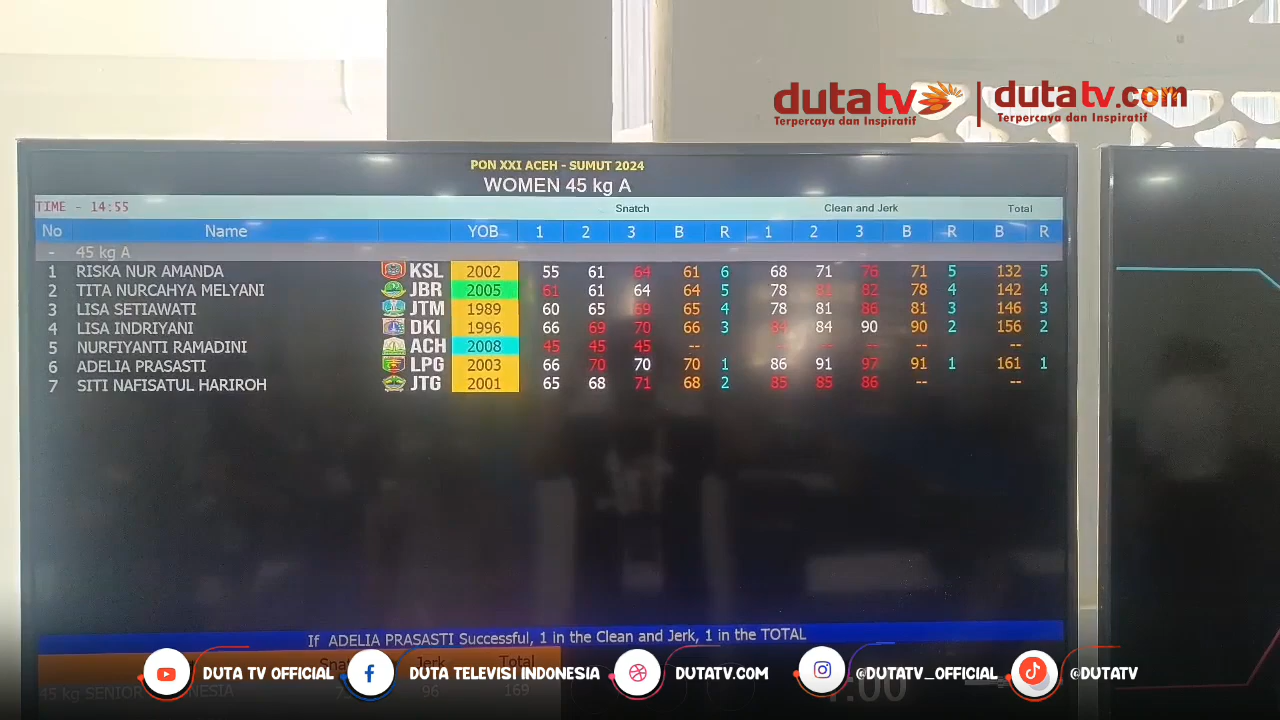 dutatv | dutatv.com
Terpercaya dan Inspiratif Terpercaya dan Inspiratif
PON XXI ACEH - SUMUT 2024
WOMEN 45 kg A
TIME - 14:55 Snatch Clean and Jerk Total
No Name YOB 1 2 3 B R 1 2 3 B R B R
- 45 kg A
1 RISKA NUR AMANDA KSL 2002 55 61 64 61 6 68 71 76 71 5 132 5
2 TITA NURCAHYA MELYANI JBR 2005 61 61 64 64 5 78 82 78 4 142 4
3 LISA SETIAWATI JTM 1989 60 65 69 65 4 78 81 86 81 3 146 3
4 LISA INDRIYANI DKI 1996 66 69 70 66 3 84 90 90 2 156 2
5 NURFIYANTI RAMADINI ACH 2008 45 45 45 -- -- -- -- -- --
6 ADELIA PRASASTI LPG 2003 66 70 70 70 1 86 91 97 91 1 161 1
7 SITI NAFISATUL HARIROH JTG 2001 65 68 71 68 2 85 85 86 -- --
If ADELIA PRASASTI Successful, 1 in the Clean and Jerk, 1 in the TOTAL
Jerk Total
45 kg SENIOR 96 169
DUTA TV OFFICIAL DUTA TELEVISI INDONESIA DUTATV.COM @DUTATV_OFFICIAL @DUTATV